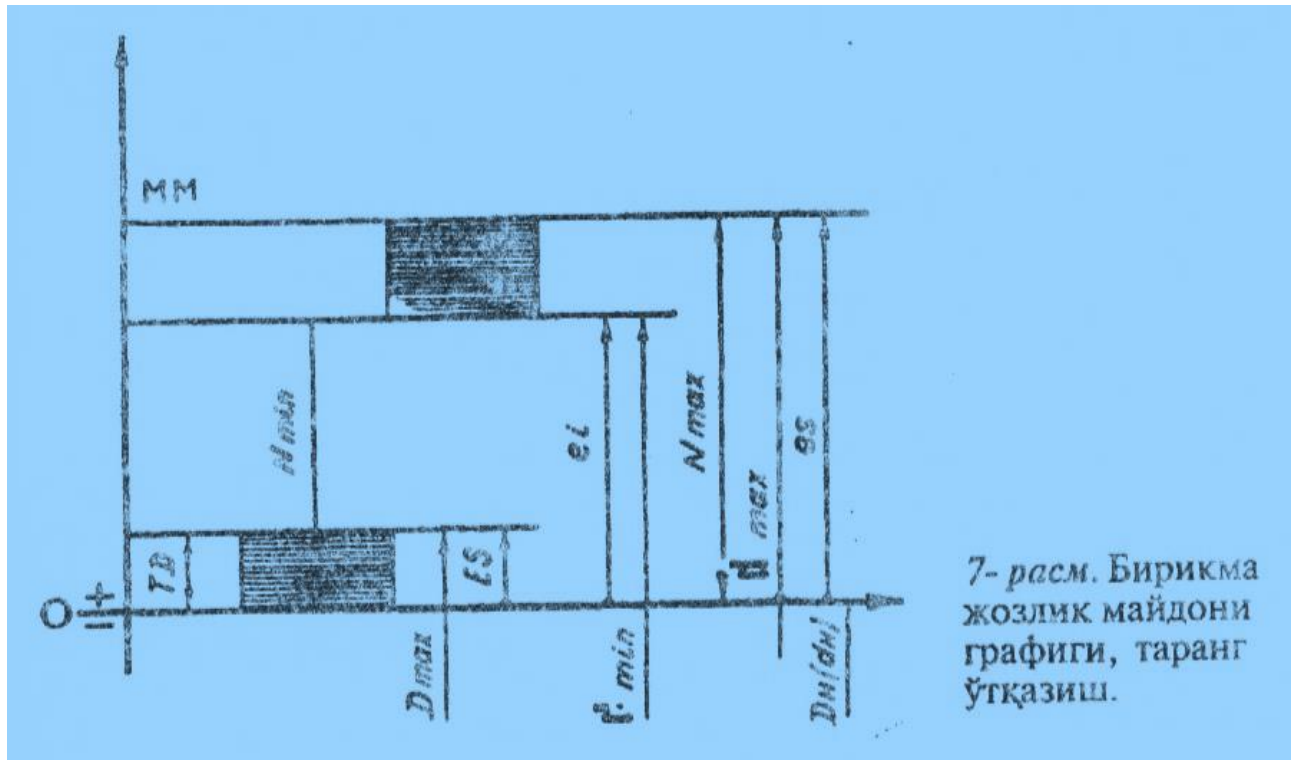 мм
N min
ei
N max
max
es
TD
ES
О
+
−
D max
min
Dн(dн)
7- расм. Бирикма
жозлик майдони
графиги, таранг
ўтқазиш.